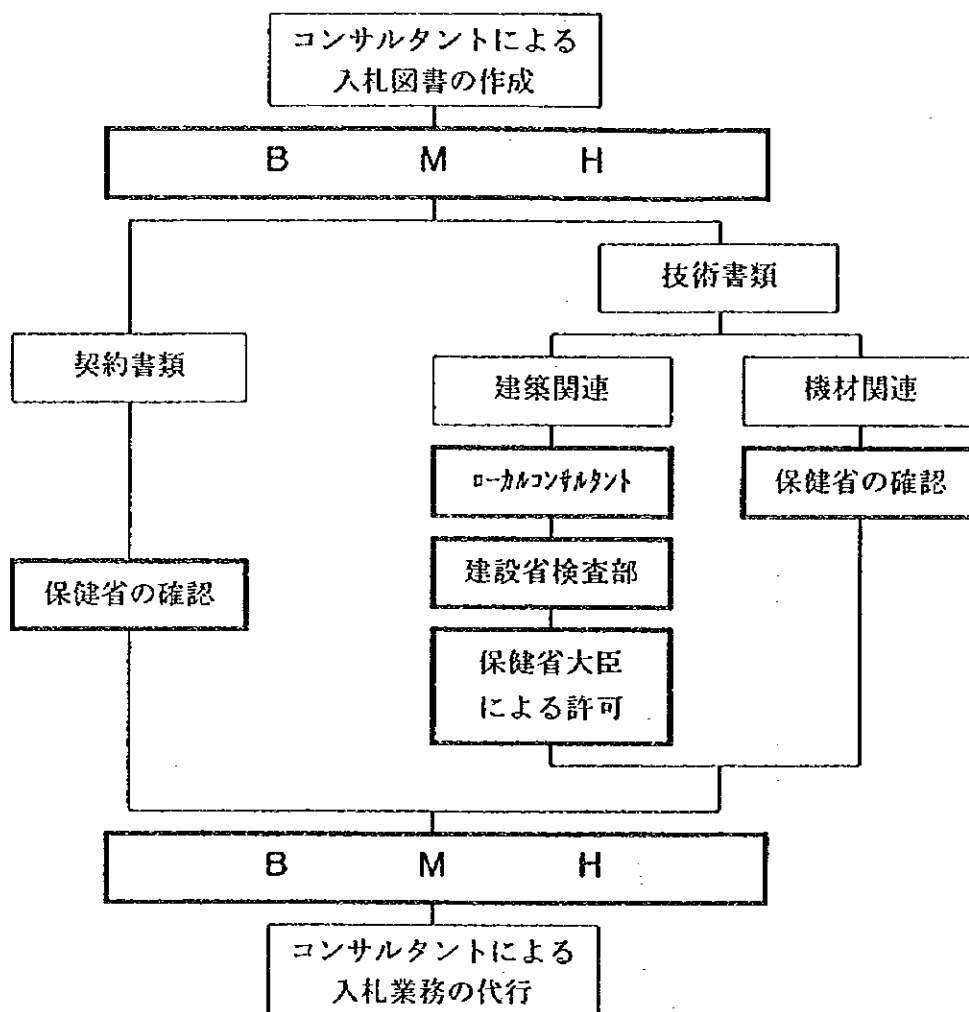 コンサルタントによる
入札図書の作成
B M H
技術書類
契約書類
建築関連
機材関連
ローカルコンサルタント
保健省の確認
建設省検査部
保健省の確認
保健省大臣
による許可
B M H
コンサルタントによる
入札業務の代行